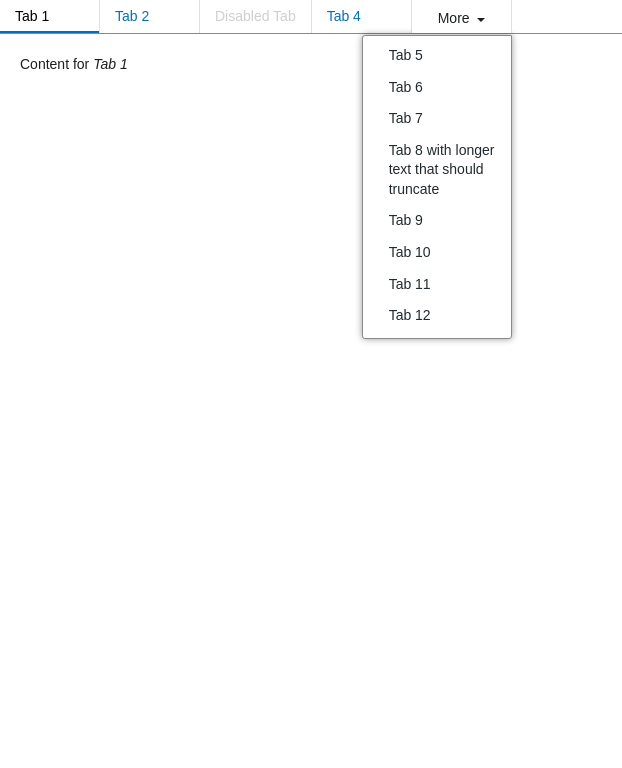 Tab 1
Tab 2
Disabled Tab
Tab 4
More
Content for Tab 1
Tab 5
Tab 6
Tab 7
Tab 8 with longer
text that should
truncate
Tab 9
Tab 10
Tab 11
Tab 12